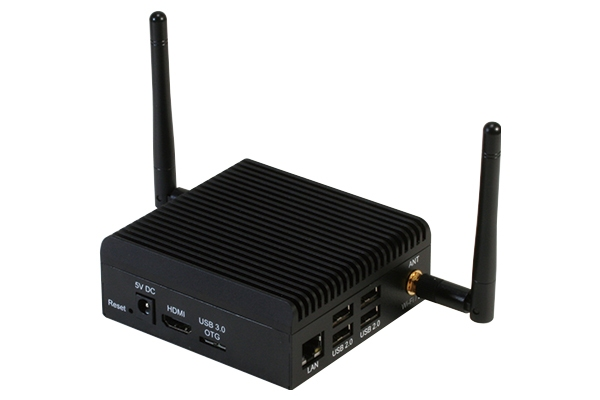 5V DC
Reset
HDMI
USB 3.0
OTG
LAN
USB 2.0
USB 2.0
ANT